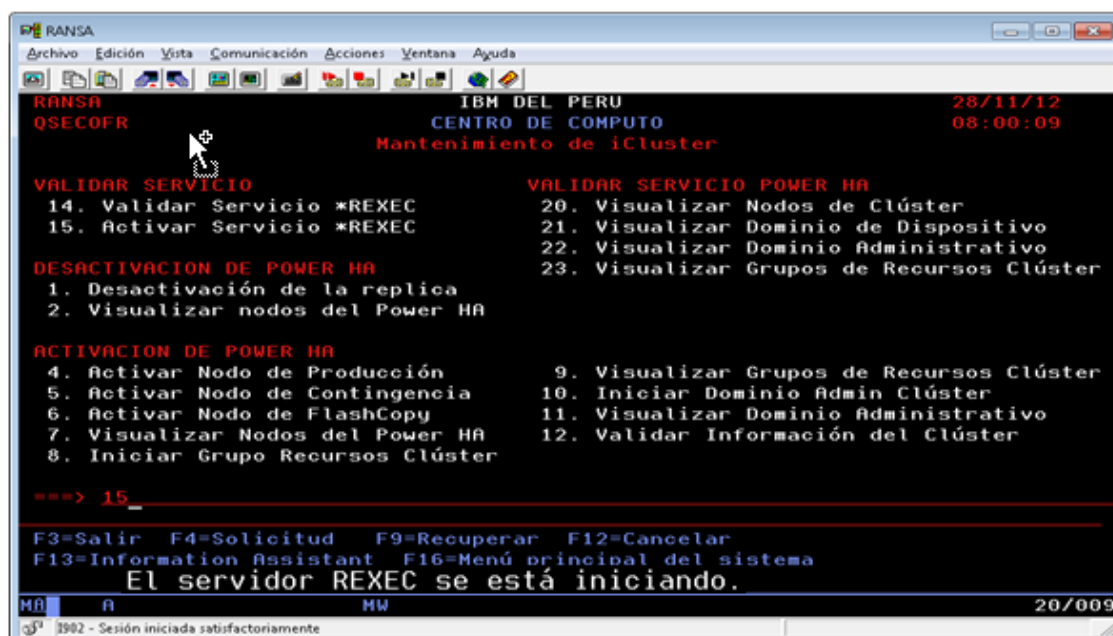 RANSA
Archivo Edición Vista Comunicación Acciones Ventana Ayuda
RANSA IBM DEL PERU 28/11/12
QSECOFR CENTRO DE COMPUTO 08:00:09
Mantenimiento de iCluster
VALIDAR SERVICIO VALIDAR SERVICIO POWER HA
14. Validar Servicio *REXEC 20. Visualizar Nodos de Clúster
15. Activar Servicio *REXEC 21. Visualizar Dominio de Dispositivo
22. Visualizar Dominio Administrativo
DESACTIVACION DE POWER HA 23. Visualizar Grupos de Recursos Clúster
1. Desactivación de la replica
2. Visualizar nodos del Power HA
ACTIVACION DE POWER HA
4. Activar Nodo de Producción 9. Visualizar Grupos de Recursos Clúster
5. Activar Nodo de Contingencia 10. Iniciar Dominio Admin Clúster
6. Activar Nodo de FlashCopy 11. Visualizar Dominio Administrativo
7. Visualizar Nodos del Power HA 12. Validar Información del Clúster
8. Iniciar Grupo Recursos Clúster
===> 15
F3=Salir F4=Solicitud F9=Recuperar F12=Cancelar
F13=Information Assistant F16=Menú principal del sistema
El servidor REXEC se está iniciando.
MA A MW 20/009
I902 - Sesión iniciada satisfactoriamente